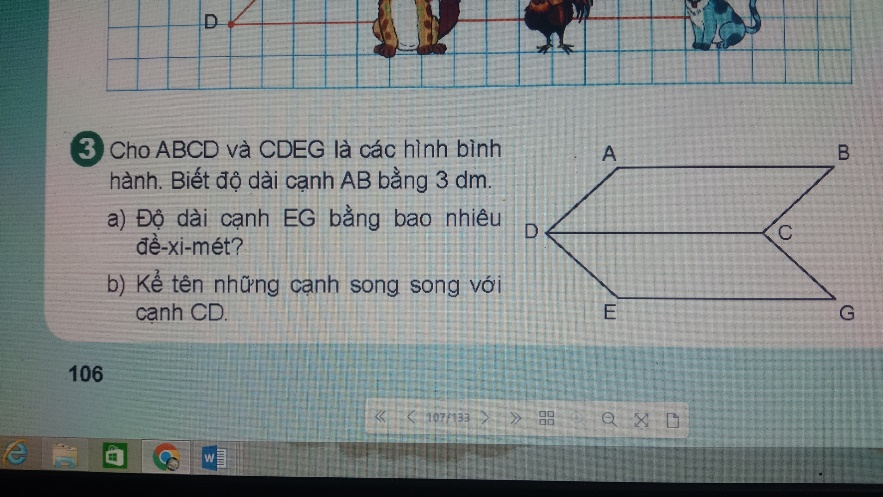 D
3 Cho ABCD và CDEG là các hình bình
hành. Biết độ dài cạnh AB bằng 3 dm.
a) Độ dài cạnh EG bằng bao nhiêu
đề-xi-mét?
b) Kể tên những cạnh song song với
cạnh CD.
A
B
D
C
E
G
106
107/133
W